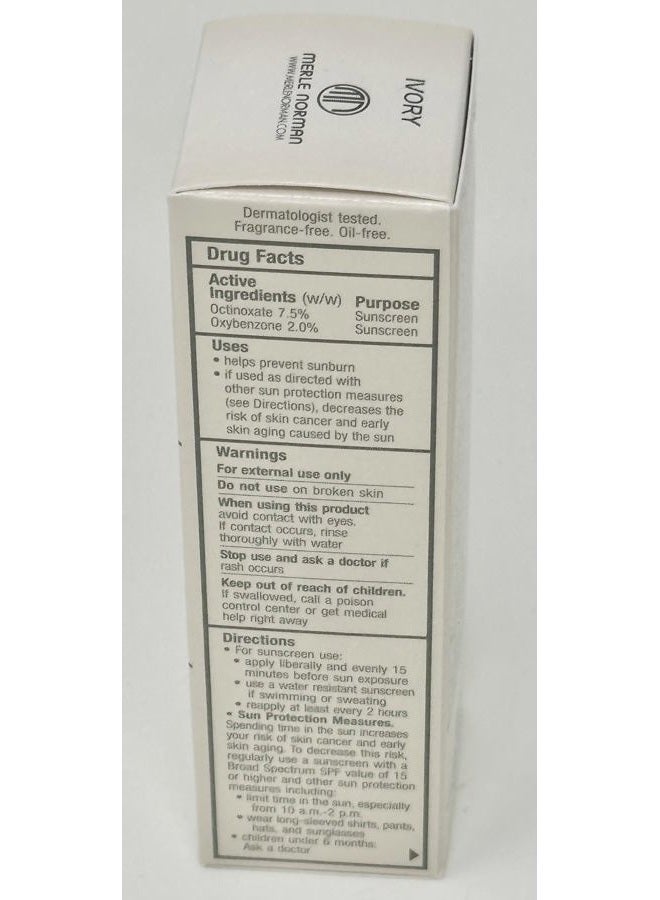 IVORY
MERLE NORMAN
WWW.MERLENORMAN.COM
Dermatologist tested.
Fragrance-free. Oil-free.
Drug Facts
Active
Ingredients (w/w) Purpose
Octinoxate 7.5% Sunscreen
Oxybenzone 2.0% Sunscreen
Uses
• helps prevent sunburn
• if used as directed with
other sun protection measures
(see Directions), decreases the
risk of skin cancer and early
skin aging caused by the sun
Warnings
For external use only
Do not use on broken skin
When using this product
avoid contact with eyes.
If contact occurs, rinse
thoroughly with water
Stop use and ask a doctor if
rash occurs
Keep out of reach of children.
If swallowed, call a poison
control center or get medical
help right away
Directions
• For sunscreen use:
• apply liberally and evenly 15
minutes before sun exposure
• use a water resistant sunscreen
if swimming or sweating
• reapply at least every 2 hours
• Sun Protection Measures.
Spending time in the sun increases
your risk of skin cancer and early
skin aging. To decrease this risk,
regularly use a sunscreen with a
Broad Spectrum SPF value of 15
or higher and other sun protection
measures including:
• limit time in the sun, especially
from 10 a.m.-2 p.m.
• wear long-sleeved shirts, pants,
hats, and sunglasses
• children under 6 months:
Ask a doctor